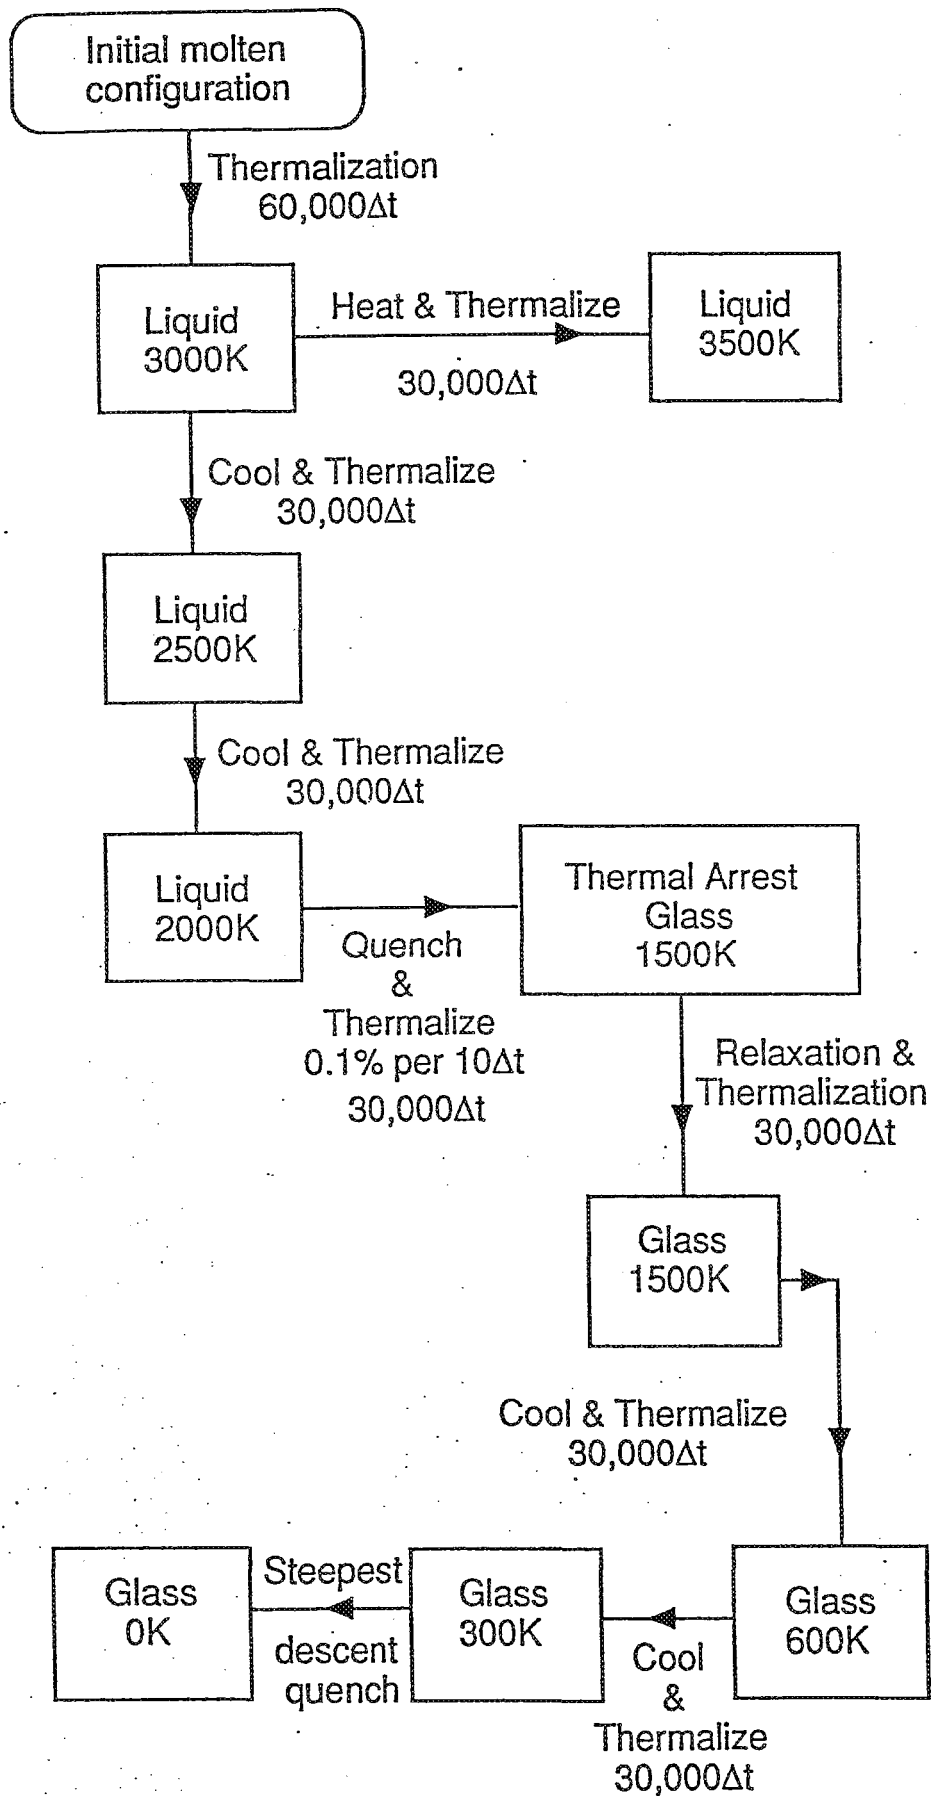 Initial molten
configuration
Thermalization
60,000Δt
Liquid
3000K
Heat & Thermalize
30,000Δt
Liquid
3500K
Cool & Thermalize
30,000Δt
Liquid
2500K
Cool & Thermalize
30,000Δt
Liquid
2000K
Quench
&
Thermalize
0.1% per 10Δt
30,000Δt
Thermal Arrest
Glass
1500K
Relaxation &
Thermalization
30,000Δt
Glass
1500K
Cool & Thermalize
30,000Δt
Glass
600K
Cool
&
Thermalize
30,000Δt
Glass
300K
Steepest
descent
quench
Glass
0K